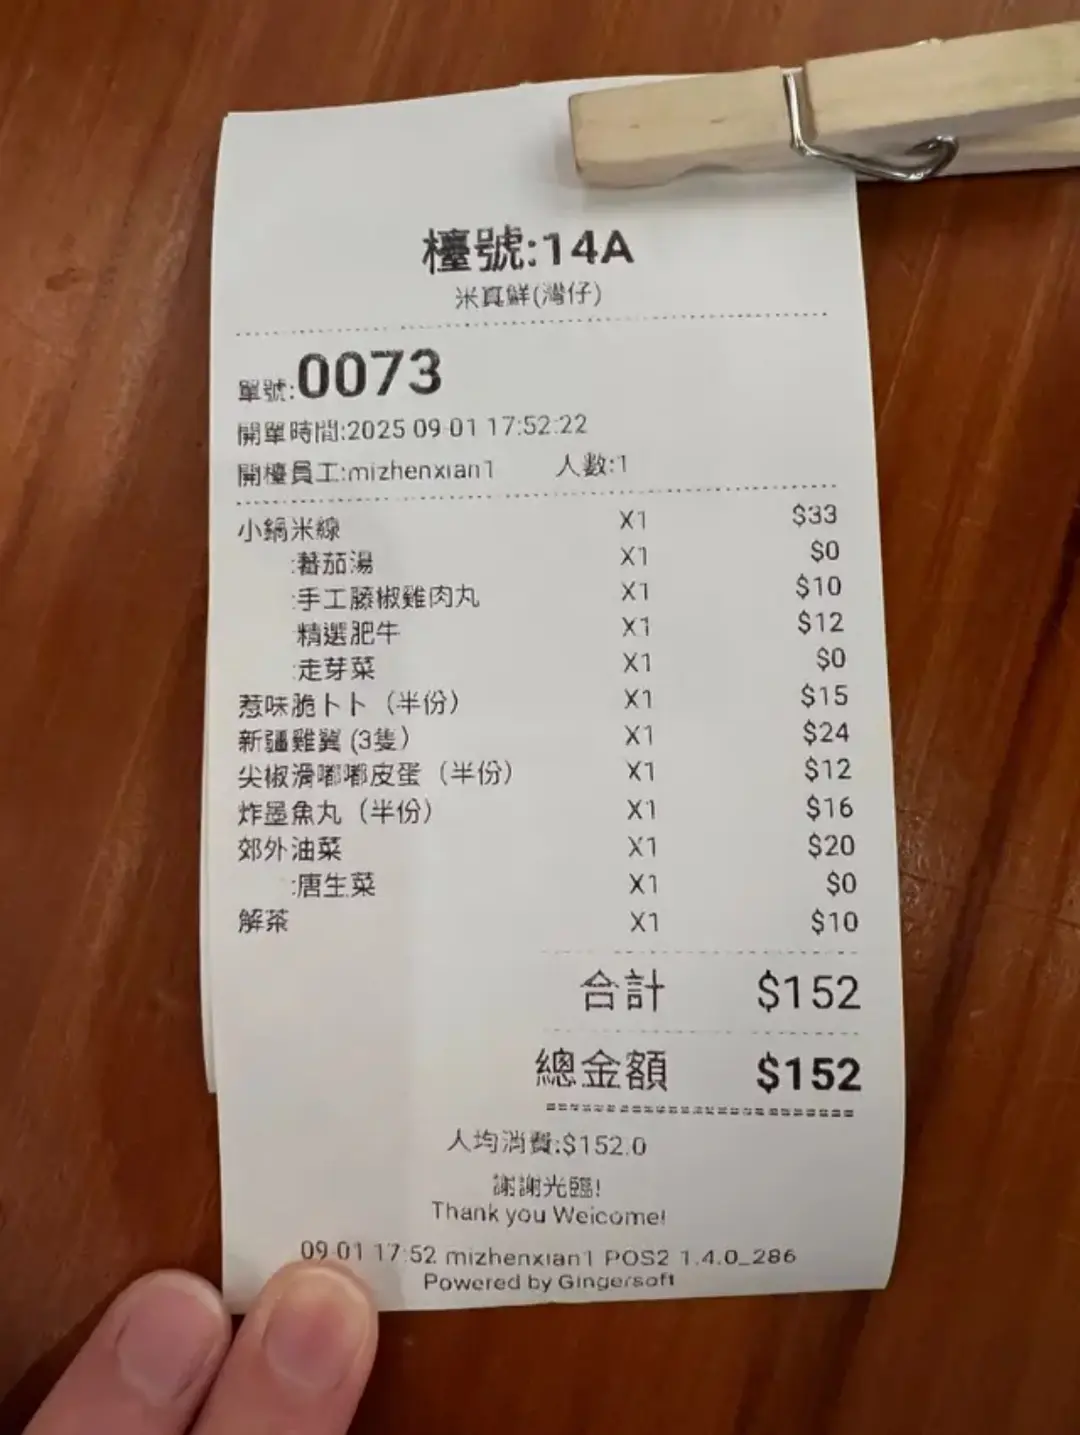 檯號:14A
米真鮮(灣仔)
單號:0073
開單時間:2025 09-01 17:52:22
開檯員工:mizhenxian1 人數:1
小鍋米線 X1 $33
:蕃茄湯 X1 $0
:手工藤椒雞肉丸 X1 $10
:精選肥牛 X1 $12
:走芽菜 X1 $0
惹味脆卜卜（半份） X1 $15
新疆雞翼 (3隻） X1 $24
尖椒滑嘟嘟皮蛋（半份） X1 $12
炸墨魚丸（半份） X1 $16
郊外油菜 X1 $20
:唐生菜 X1 $0
解茶 X1 $10
合計 $152
總金額 $152
人均消費:$152.0
謝謝光臨!
Thank you Weicome!
09-01 17:52 mizhenxian1 POS2 1.4.0_286
Powered by Gingersoft